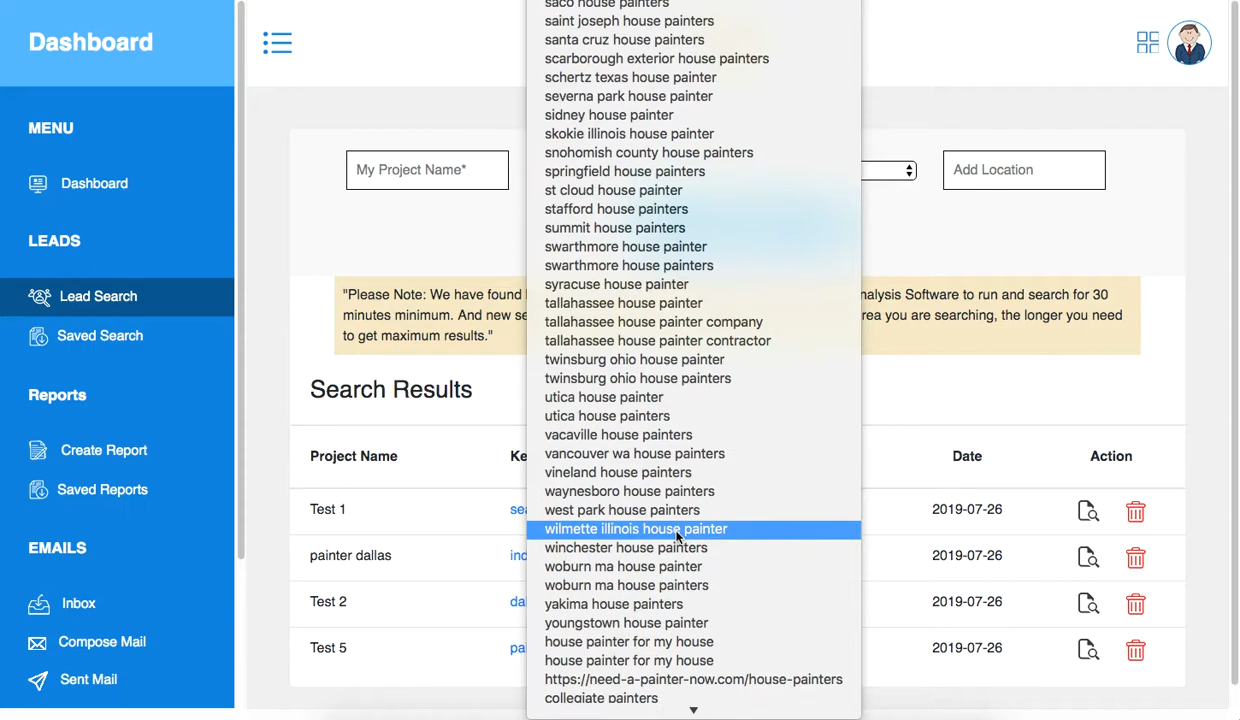 Dashboard
MENU
Dashboard
LEADS
Lead Search
Saved Search
Reports
Create Report
Saved Reports
EMAILS
Inbox
Compose Mail
Sent Mail
My Project Name*
Add Location
"Please Note: We have found
nalysis Software to run and search for 30
minutes minimum. And new se
rea you are searching, the longer you need
to get maximum results."
Search Results
Project Name
Ke
Date
Action
Test 1
sea
2019-07-26
painter dallas
ind
2019-07-26
Test 2
da
2019-07-26
Test 5
pa
2019-07-26
saco house painters
saint joseph house painters
santa cruz house painters
scarborough exterior house painters
schertz texas house painter
severna park house painter
sidney house painter
skokie illinois house painter
snohomish county house painters
springfield house painters
st cloud house painter
stafford house painters
summit house painters
swarthmore house painter
swarthmore house painters
syracuse house painter
tallahassee house painter
tallahassee house painter company
tallahassee house painter contractor
twinsburg ohio house painter
twinsburg ohio house painters
utica house painter
utica house painters
vacaville house painters
vancouver wa house painters
vineland house painters
waynesboro house painters
west park house painters
wilmette illinois house painter
winchester house painters
woburn ma house painter
woburn ma house painters
yakima house painters
youngstown house painter
house painter for my house
house painter for my house
https://need-a-painter-now.com/house-painters
collegiate painters